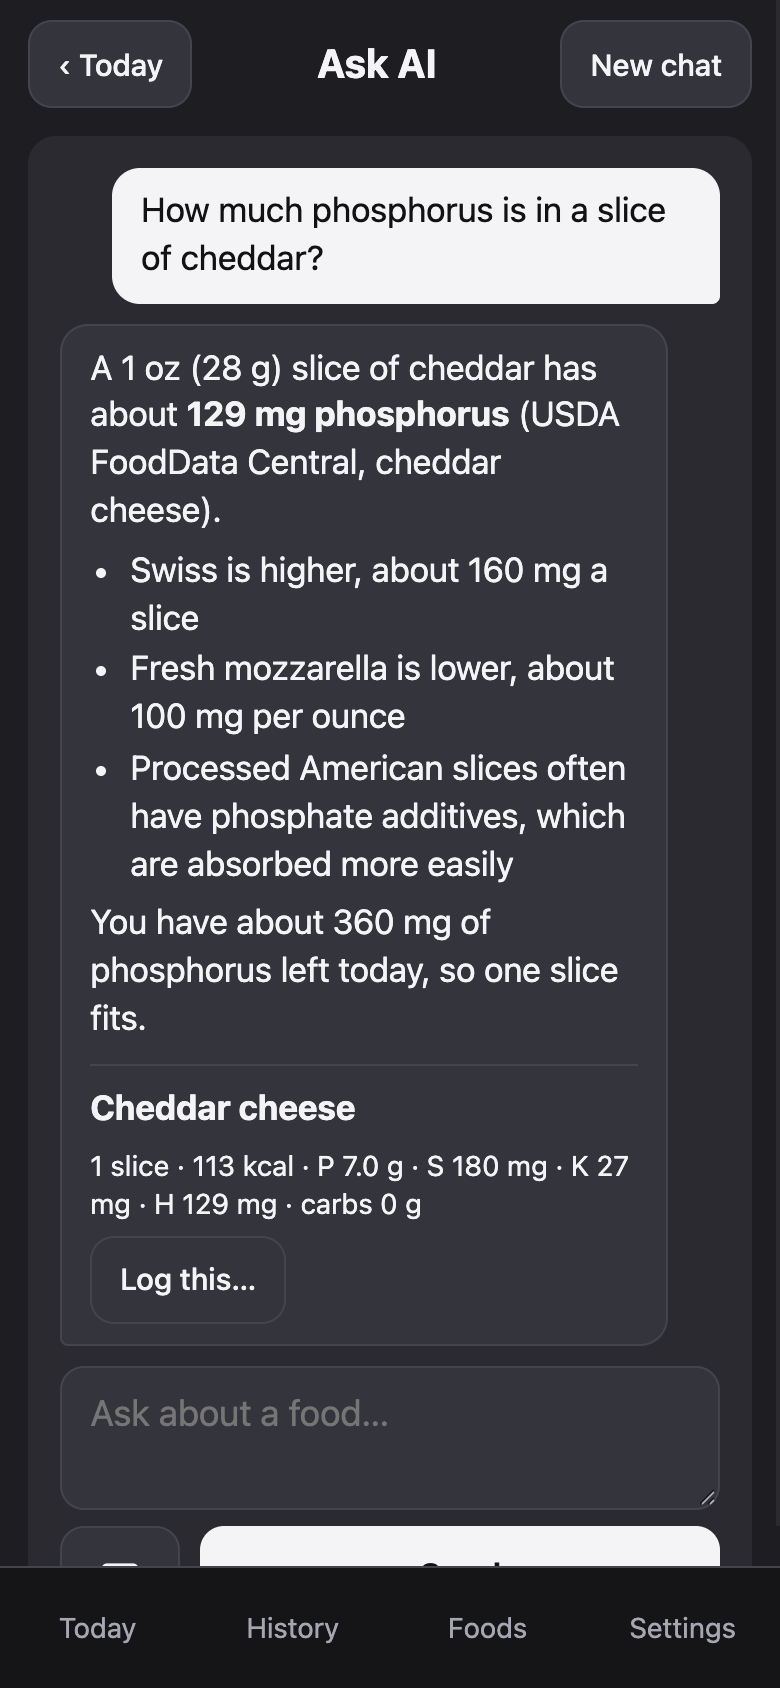 ‹ Today
Ask AI
New chat
How much phosphorus is in a slice
of cheddar?
A 1 oz (28 g) slice of cheddar has
about 129 mg phosphorus (USDA
FoodData Central, cheddar
cheese).
• Swiss is higher, about 160 mg a
slice
• Fresh mozzarella is lower, about
100 mg per ounce
• Processed American slices often
have phosphate additives, which
are absorbed more easily
You have about 360 mg of
phosphorus left today, so one slice
fits.
Cheddar cheese
1 slice · 113 kcal · P 7.0 g · S 180 mg · K 27
mg · H 129 mg · carbs 0 g
Log this...
Ask about a food...
Today
History
Foods
Settings